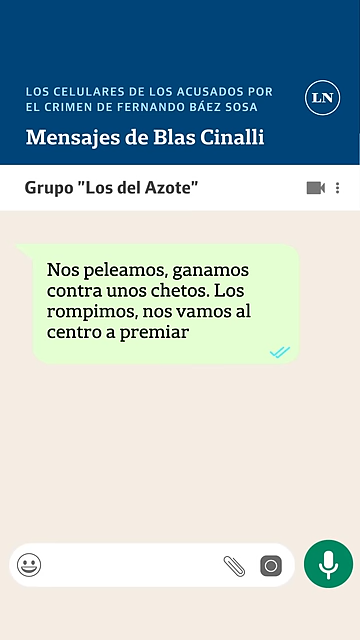 LOS CELULARES DE LOS ACUSADOS POR
EL CRIMEN DE FERNANDO BÁEZ SOSA
LN
Mensajes de Blas Cinalli
Grupo "Los del Azote"
Nos peleamos, ganamos
contra unos chetos. Los
rompimos, nos vamos al
centro a premiar